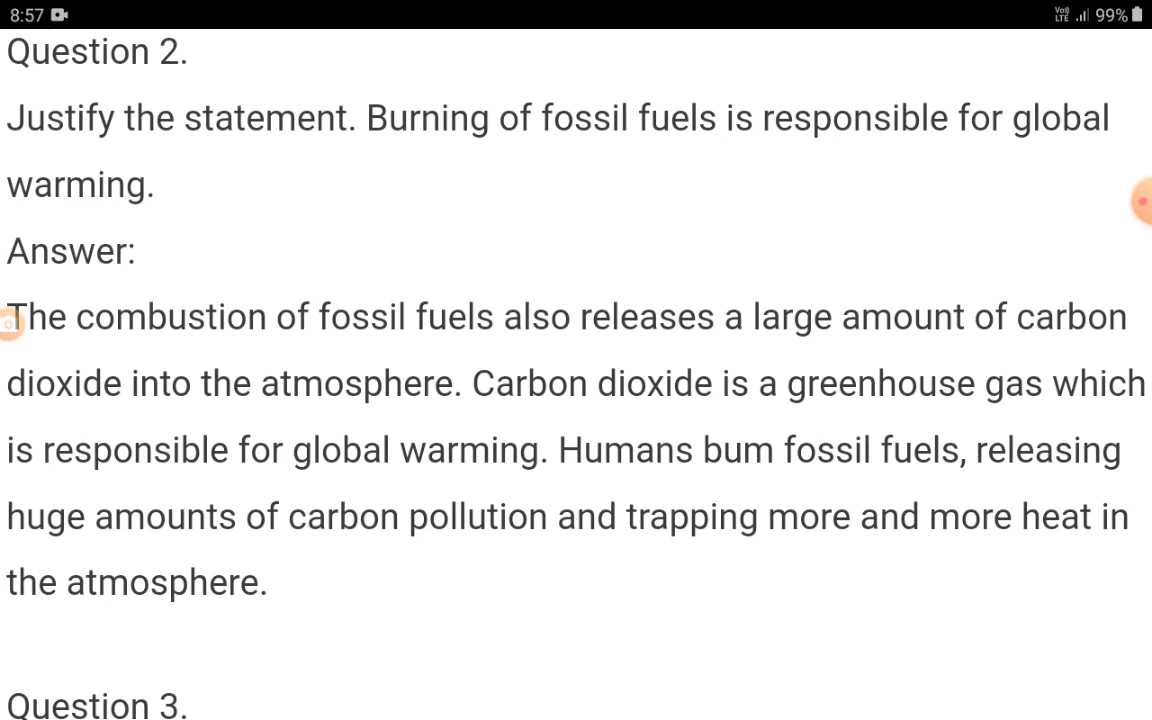 8:57
Vo)) LTE 99%
Question 2.
Justify the statement. Burning of fossil fuels is responsible for global
warming.
Answer:
The combustion of fossil fuels also releases a large amount of carbon
dioxide into the atmosphere. Carbon dioxide is a greenhouse gas which
is responsible for global warming. Humans bum fossil fuels, releasing
huge amounts of carbon pollution and trapping more and more heat in
the atmosphere.
Question 3.